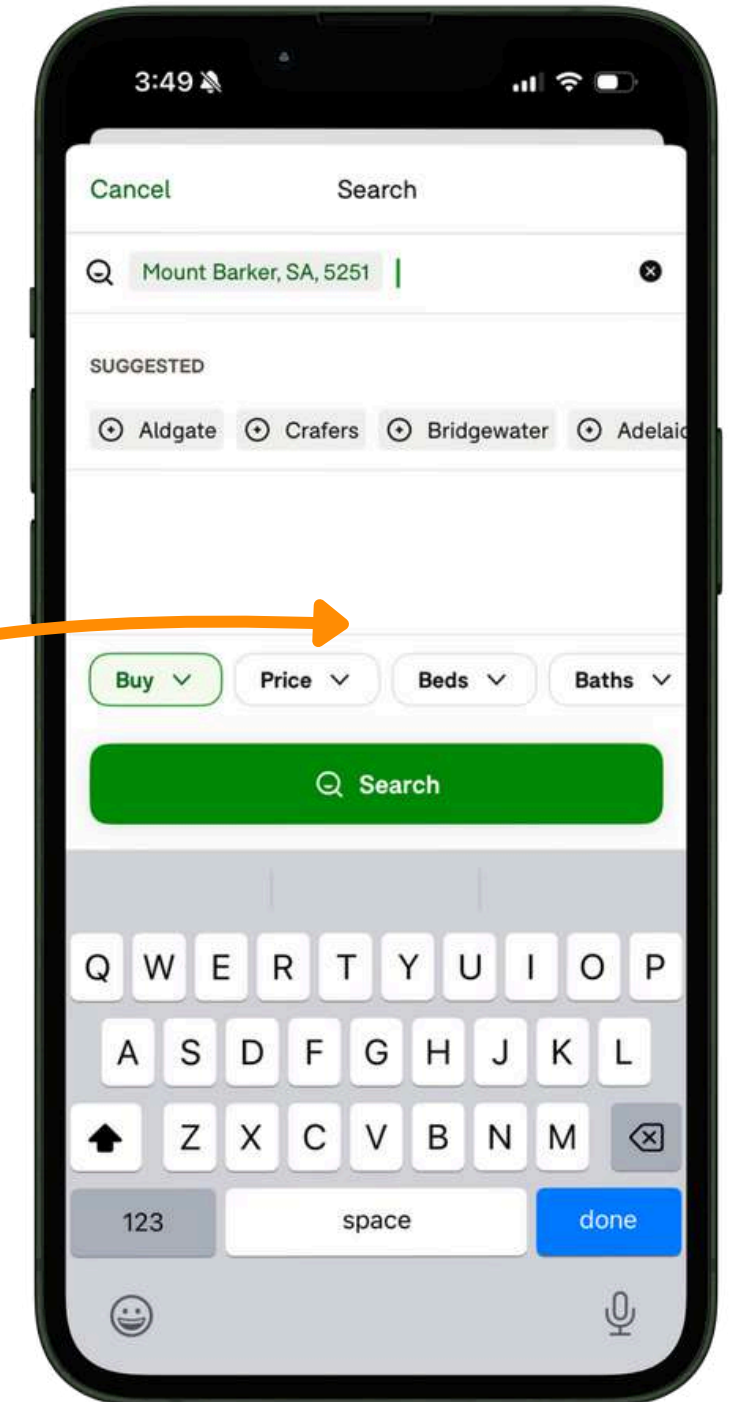 3:49
Cancel Search
Mount Barker, SA, 5251
SUGGESTED
Aldgate Crafers Bridgewater Adelaid
Buy Price Beds Baths
Search
Q W E R T Y U I O P
A S D F G H J K L
Z X C V B N M
123 space done